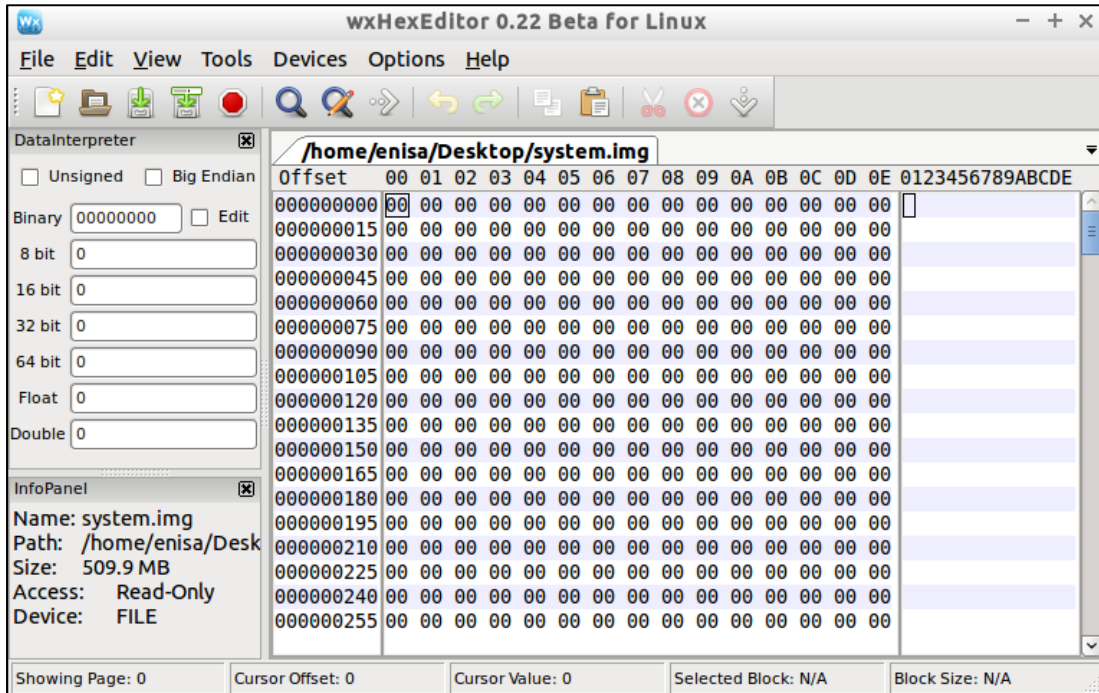 wxHexEditor 0.22 Beta for Linux
File Edit View Tools Devices Options Help
DataInterpreter
Unsigned Big Endian
Binary 00000000 Edit
8 bit 0
16 bit 0
32 bit 0
64 bit 0
Float 0
Double 0
InfoPanel
Name: system.img
Path: /home/enisa/Desk
Size: 509.9 MB
Access: Read-Only
Device: FILE
/home/enisa/Desktop/system.img
Offset 00 01 02 03 04 05 06 07 08 09 0A 0B 0C 0D 0E 0123456789ABCDE
000000000 00 00 00 00 00 00 00 00 00 00 00 00 00 00 00
000000015 00 00 00 00 00 00 00 00 00 00 00 00 00 00 00
000000030 00 00 00 00 00 00 00 00 00 00 00 00 00 00 00
000000045 00 00 00 00 00 00 00 00 00 00 00 00 00 00 00
000000060 00 00 00 00 00 00 00 00 00 00 00 00 00 00 00
000000075 00 00 00 00 00 00 00 00 00 00 00 00 00 00 00
000000090 00 00 00 00 00 00 00 00 00 00 00 00 00 00 00
000000105 00 00 00 00 00 00 00 00 00 00 00 00 00 00 00
000000120 00 00 00 00 00 00 00 00 00 00 00 00 00 00 00
000000135 00 00 00 00 00 00 00 00 00 00 00 00 00 00 00
000000150 00 00 00 00 00 00 00 00 00 00 00 00 00 00 00
000000165 00 00 00 00 00 00 00 00 00 00 00 00 00 00 00
000000180 00 00 00 00 00 00 00 00 00 00 00 00 00 00 00
000000195 00 00 00 00 00 00 00 00 00 00 00 00 00 00 00
000000210 00 00 00 00 00 00 00 00 00 00 00 00 00 00 00
000000225 00 00 00 00 00 00 00 00 00 00 00 00 00 00 00
000000240 00 00 00 00 00 00 00 00 00 00 00 00 00 00 00
000000255 00 00 00 00 00 00 00 00 00 00 00 00 00 00 00
Showing Page: 0 Cursor Offset: 0 Cursor Value: 0 Selected Block: N/A Block Size: N/A